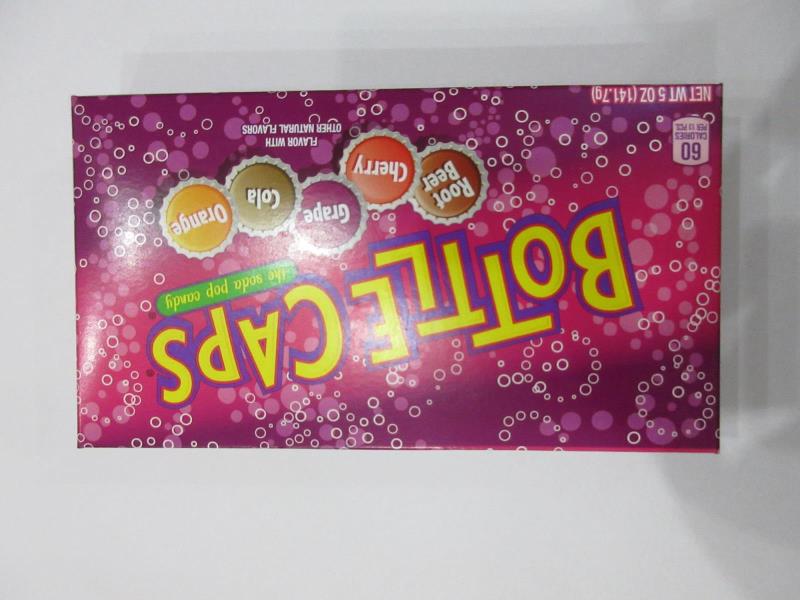 BOTTLE CAPS
the soda pop candy
Root
Beer
Cherry
Grape
Cola
Orange
FLAVOR WITH
OTHER NATURAL FLAVORS
60
CALORIES
PER 13 PCS.
NET WT 5 OZ (141.7g)